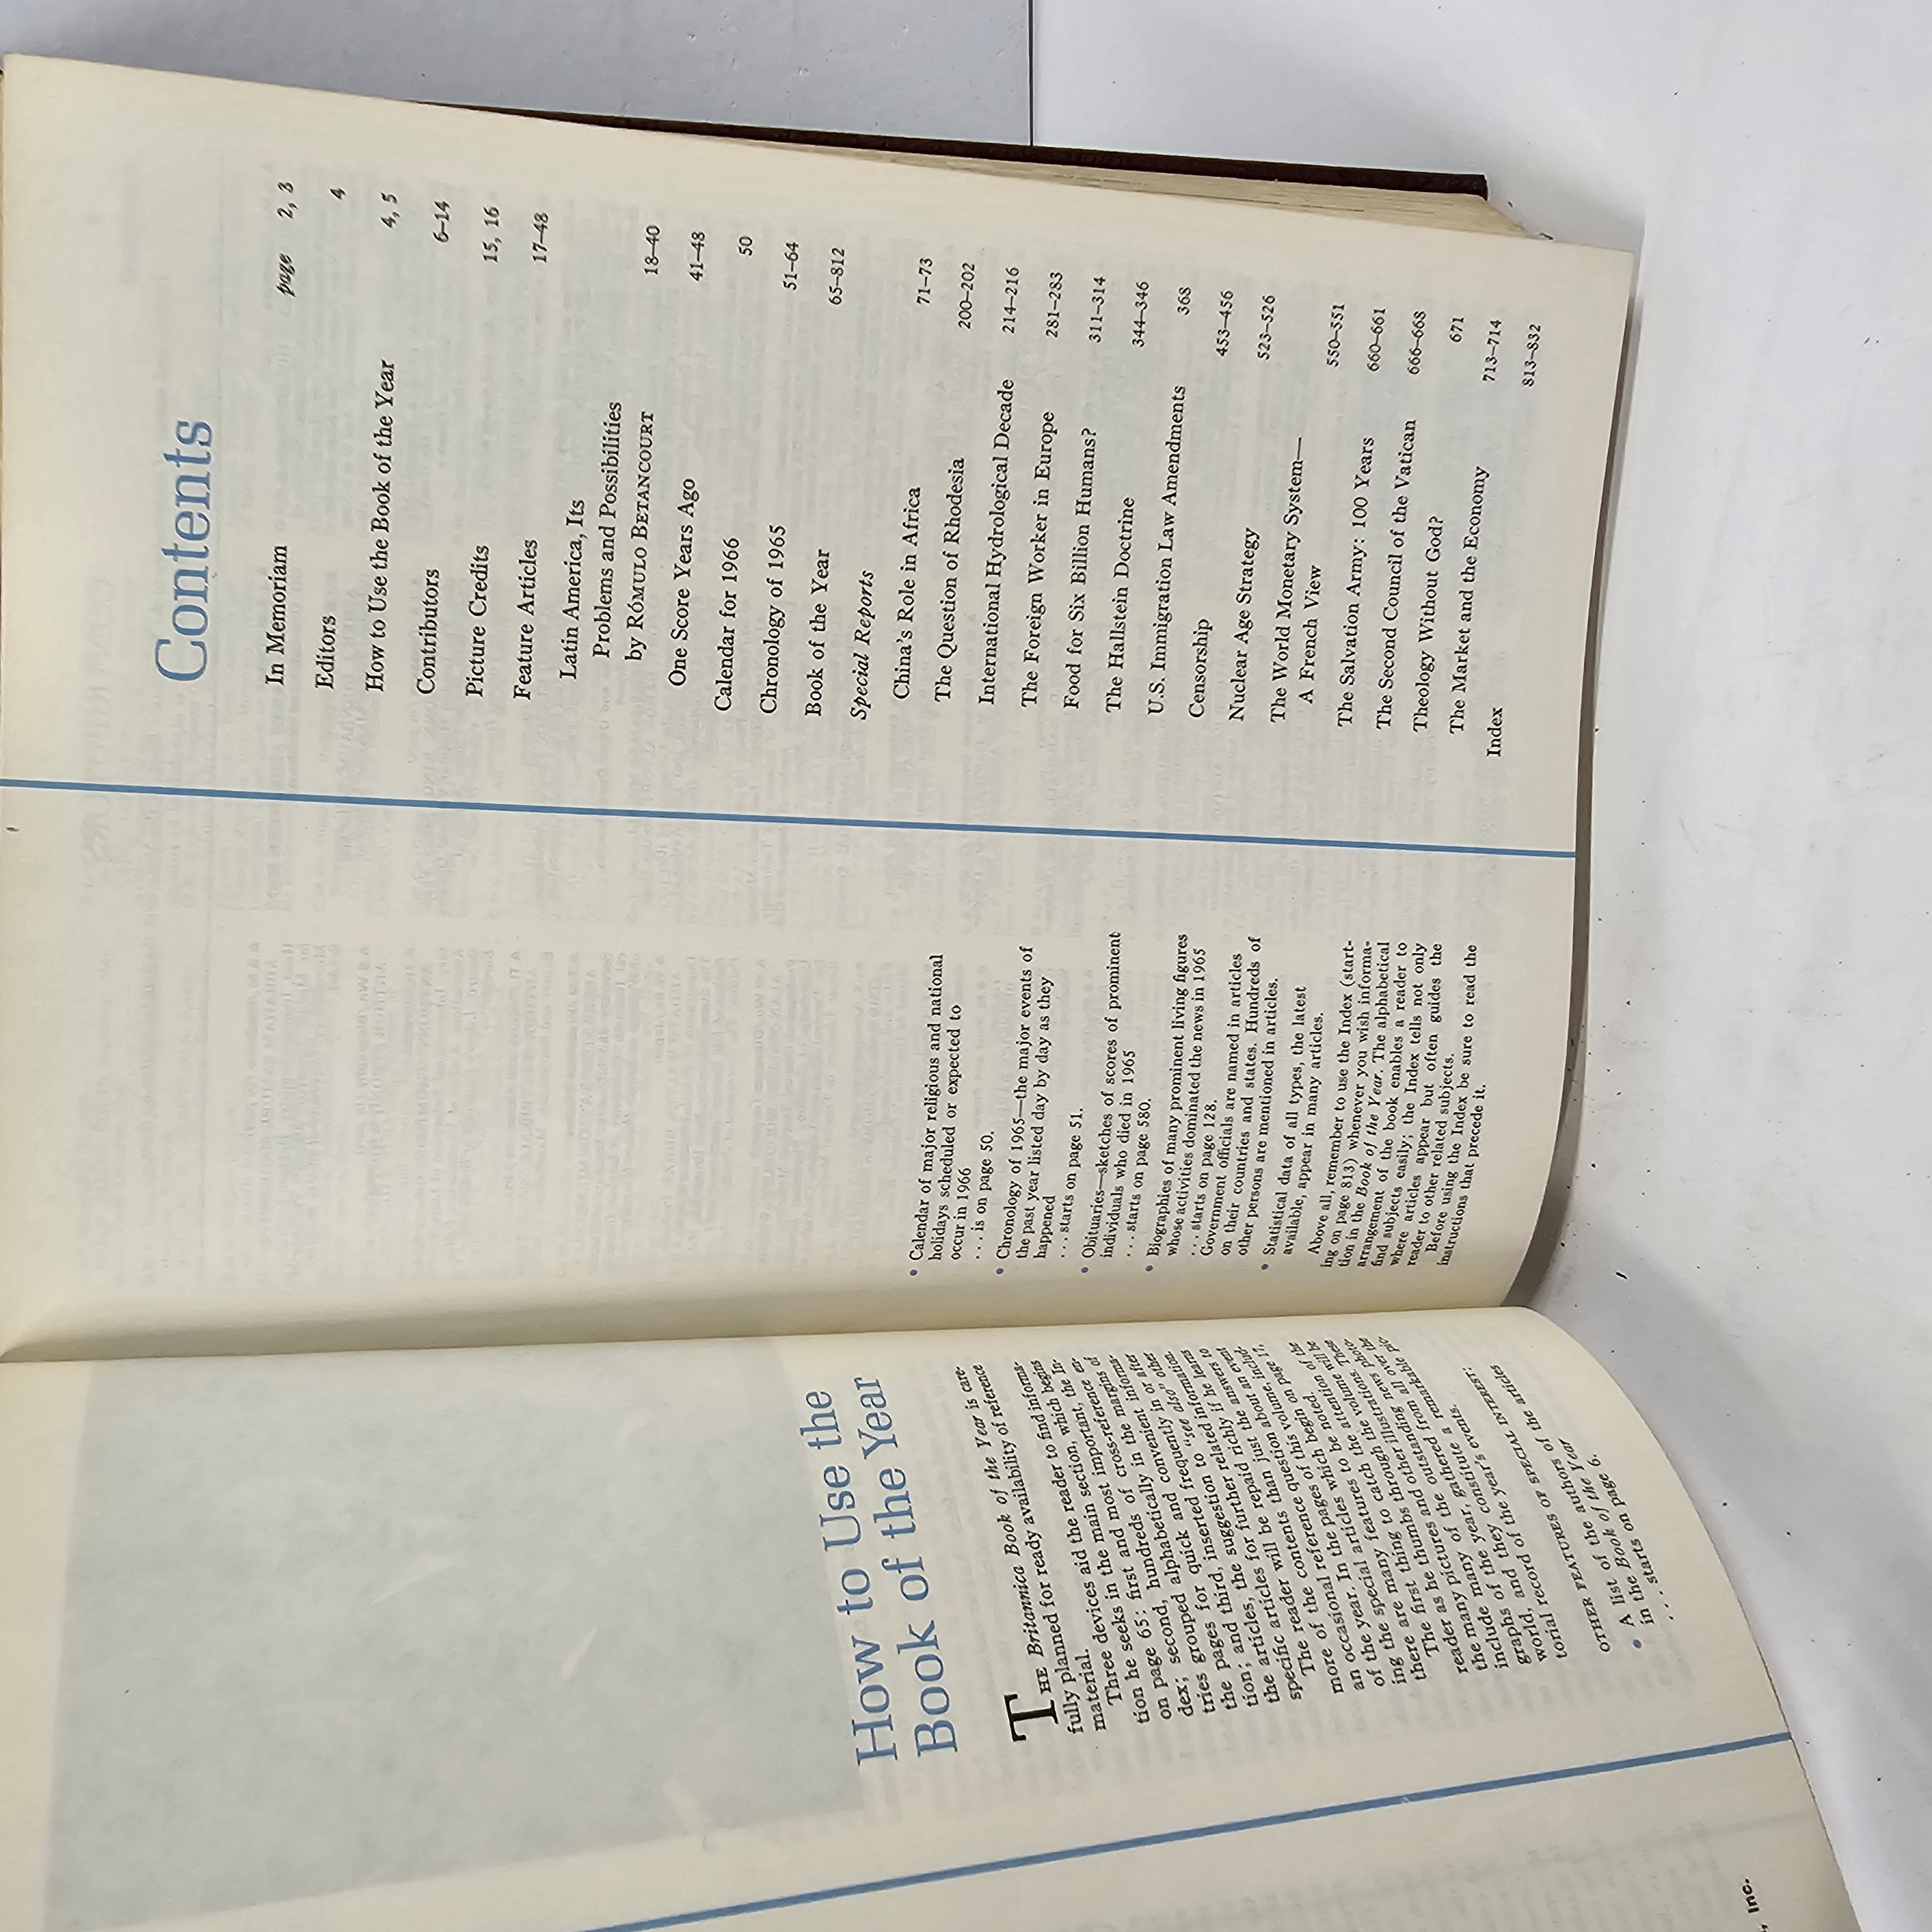 How to Use the
Book of the Year
THE Britannica Book of the Year is care-
fully planned for ready availability of reference
material.
Three devices aid the reader to find informa-
tion he seeks in the main section, which begins
on page 65: first and most important, the In-
dex; second, hundreds of cross-reference en-
tries grouped alphabetically in the margins of
the pages for quick and convenient informa-
tion; and third, inserted frequently in or after
the articles, the suggestion to "see also" other
specific articles for further related information.
The reader will be repaid richly if he learns
more of the contents than just the answers to
an occasional reference question about an event
of the year. In the pages of this volume, includ-
ing the special articles which begin on page 17,
there are many features to be noted.
The first thing to catch the attention of the
reader as he thumbs through the volume will be
the many pictures and other illustrations. These
include many of the outstanding news photo-
graphs of the year, gathered from all over the
world, and they constitute a remarkable pic-
torial record of the year's events.
OTHER FEATURES OF SPECIAL INTEREST:
• A list of the authors of the articles
in the Book of the Year
. . . starts on page 6.
, Inc.
• Calendar of major religious and national
holidays scheduled or expected to
occur in 1966
. . . is on page 50.
• Chronology of 1965—the major events of
the past year listed day by day as they
happened
. . . starts on page 51.
• Obituaries—sketches of scores of prominent
individuals who died in 1965
. . . starts on page 580.
• Biographies of many prominent living figures
whose activities dominated the news in 1965
. . . starts on page 128.
Government officials are named in articles
on their countries and states. Hundreds of
other persons are mentioned in articles.
• Statistical data of all types, the latest
available, appear in many articles.
Above all, remember to use the Index (start-
ing on page 813) whenever you wish informa-
tion in the Book of the Year. The alphabetical
arrangement of the book enables a reader to
find subjects easily; the Index tells not only
where articles appear but often guides the
reader to other related subjects.
Before using the Index be sure to read the
instructions that precede it.
Contents
In Memoriam page 2, 3
Editors 4
How to Use the Book of the Year 4, 5
Contributors 6–14
Picture Credits 15, 16
Feature Articles 17–48
Latin America, Its
Problems and Possibilities
by RÓMULO BETANCOURT 18–40
One Score Years Ago 41–48
Calendar for 1966 50
Chronology of 1965 51–64
Book of the Year 65–812
Special Reports
China's Role in Africa 71–73
The Question of Rhodesia 200–202
International Hydrological Decade 214–216
The Foreign Worker in Europe 281–283
Food for Six Billion Humans? 311–314
The Hallstein Doctrine 344–346
U.S. Immigration Law Amendments 368
Censorship 453–456
Nuclear Age Strategy 523–526
The World Monetary System—
A French View 550–551
The Salvation Army: 100 Years 660–661
The Second Council of the Vatican 666–668
Theology Without God? 671
The Market and the Economy 713–714
Index 813–832